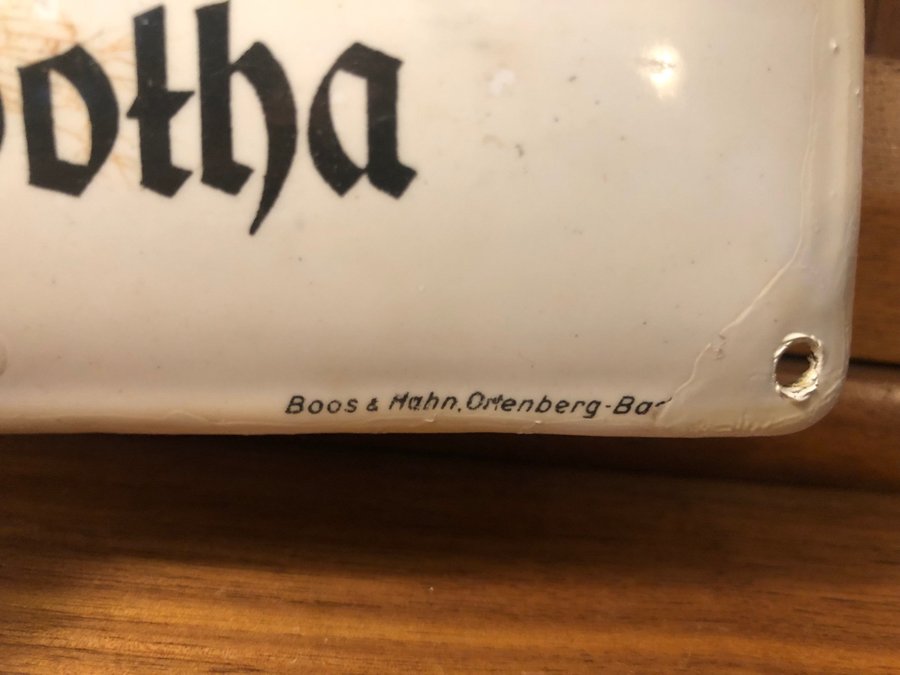 otha
Boos & Hahn, Ortenberg-Ba